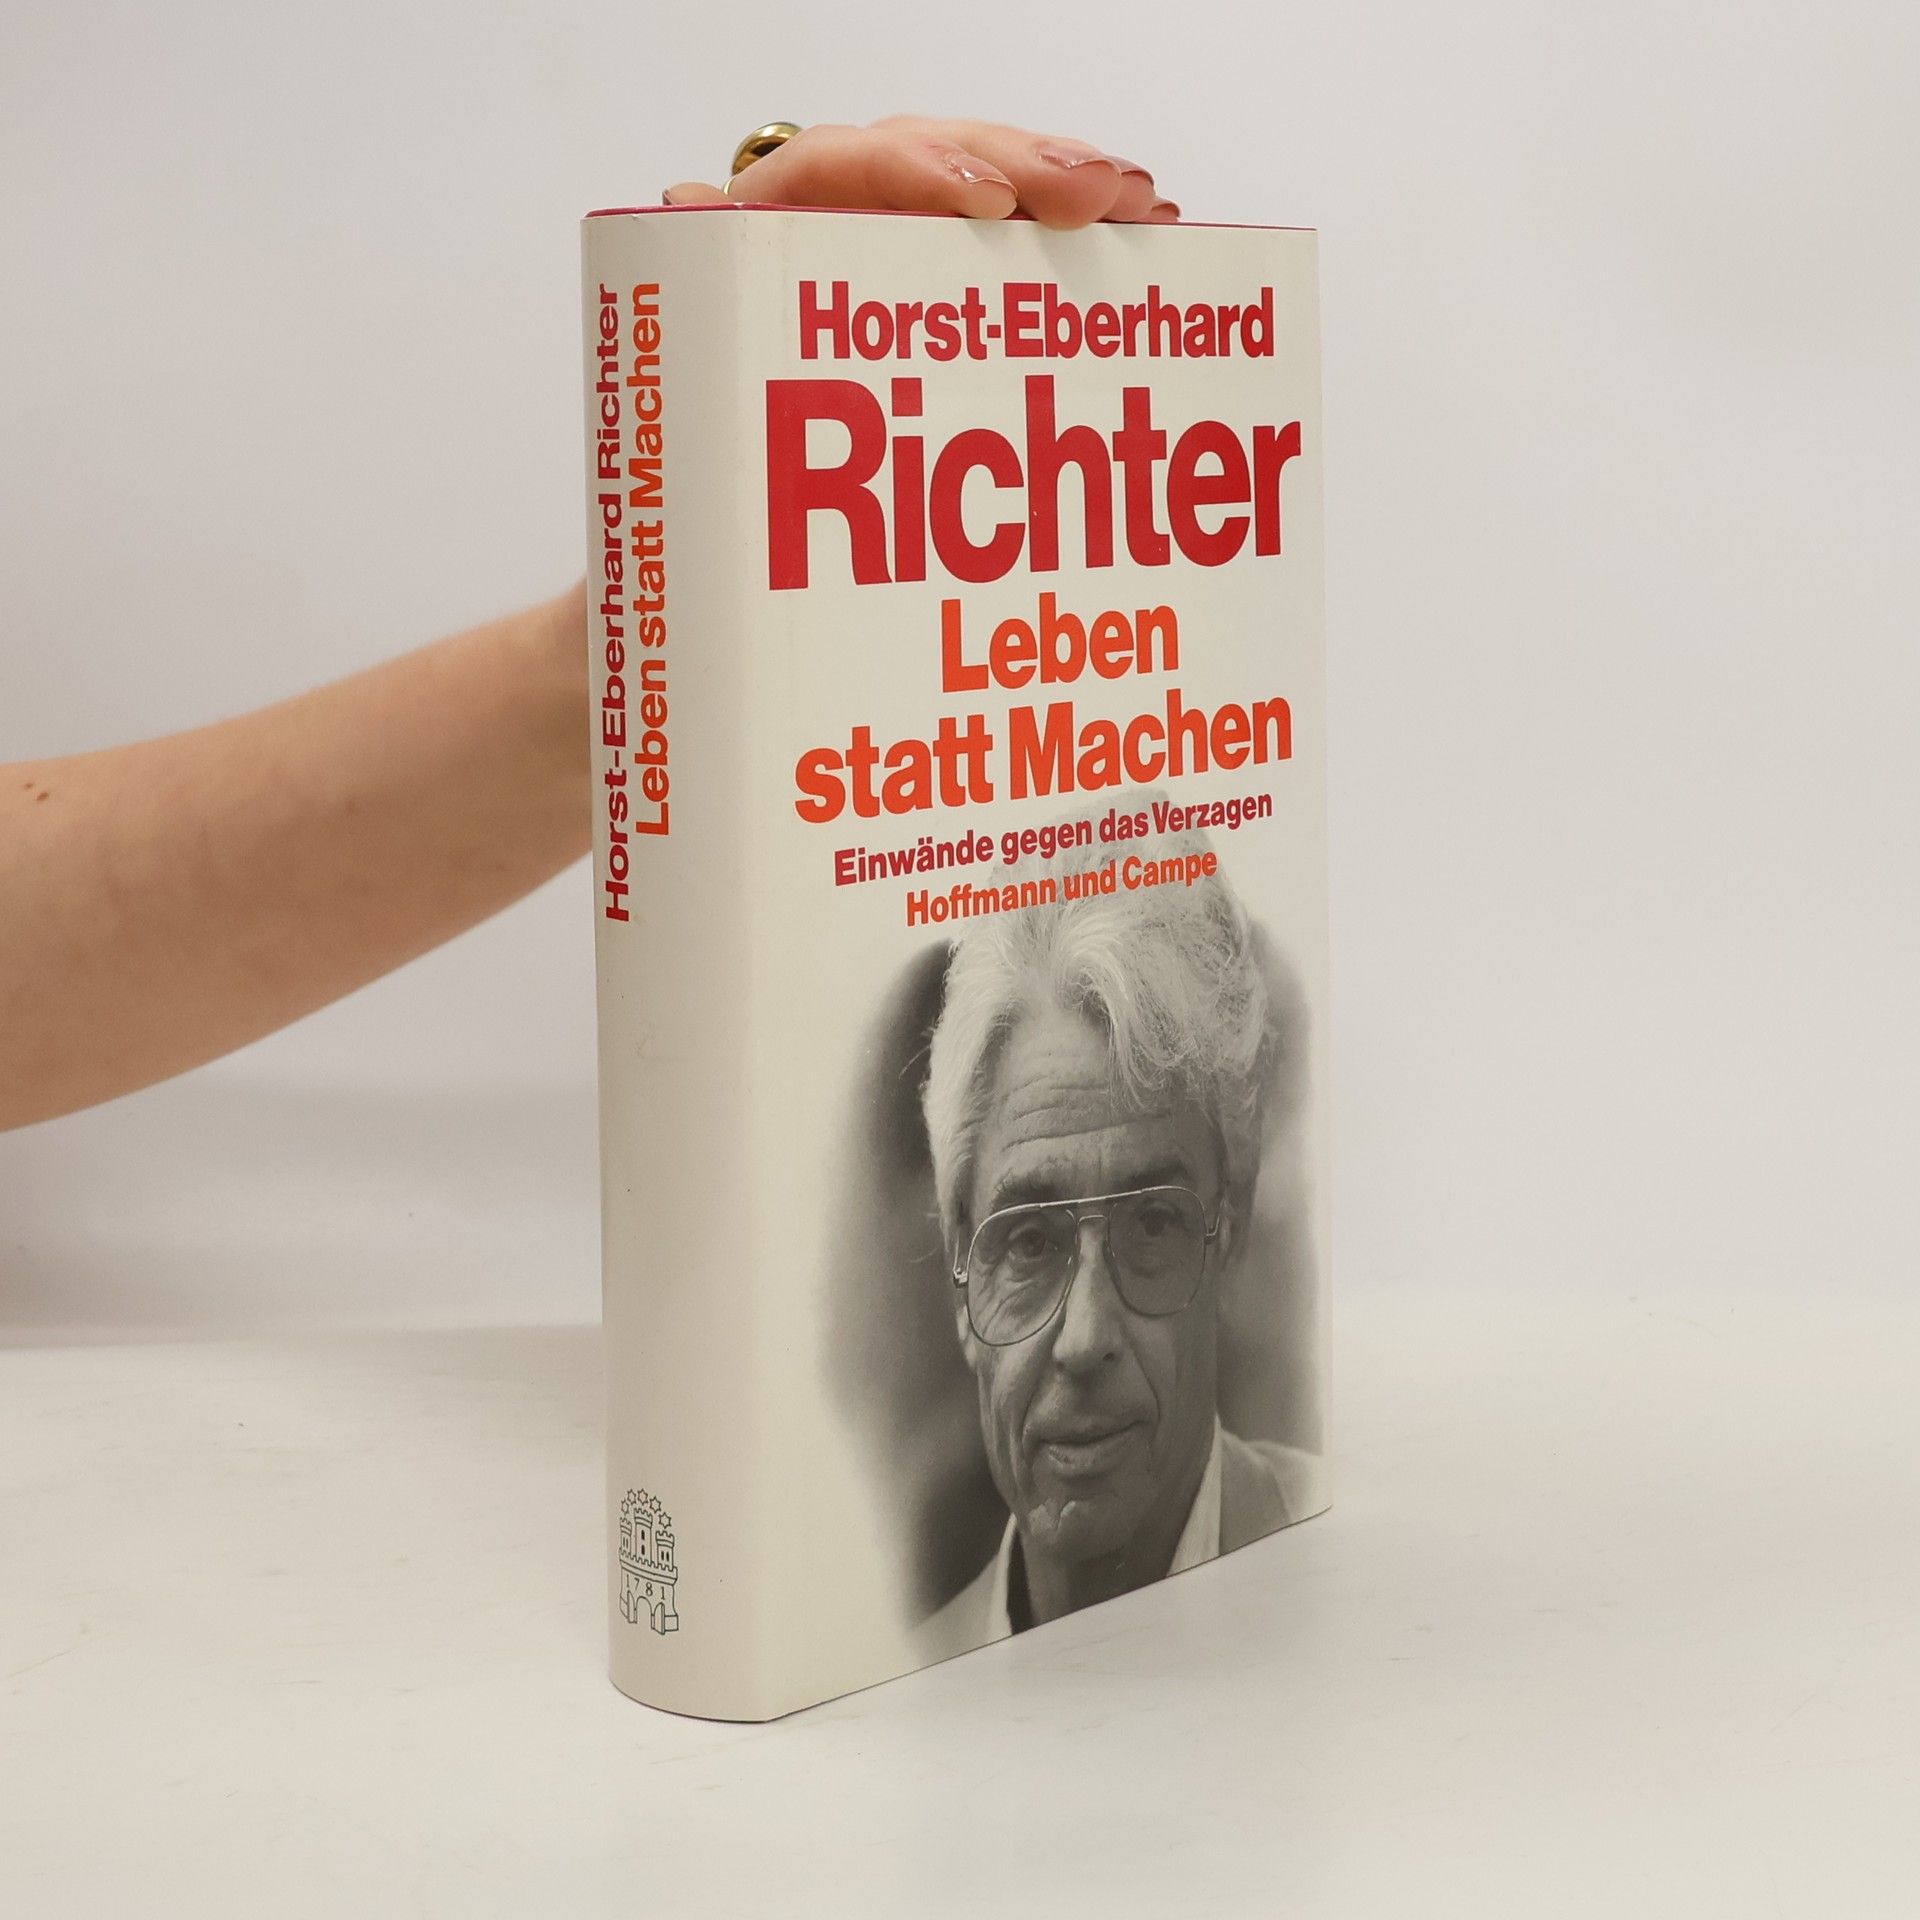 Horst-Eberhard Richter
Leben statt Machen
1781
Horst-Eberhard
Richter
Leben
statt Machen
Einwände gegen das Verzagen
Hoffmann und Campe